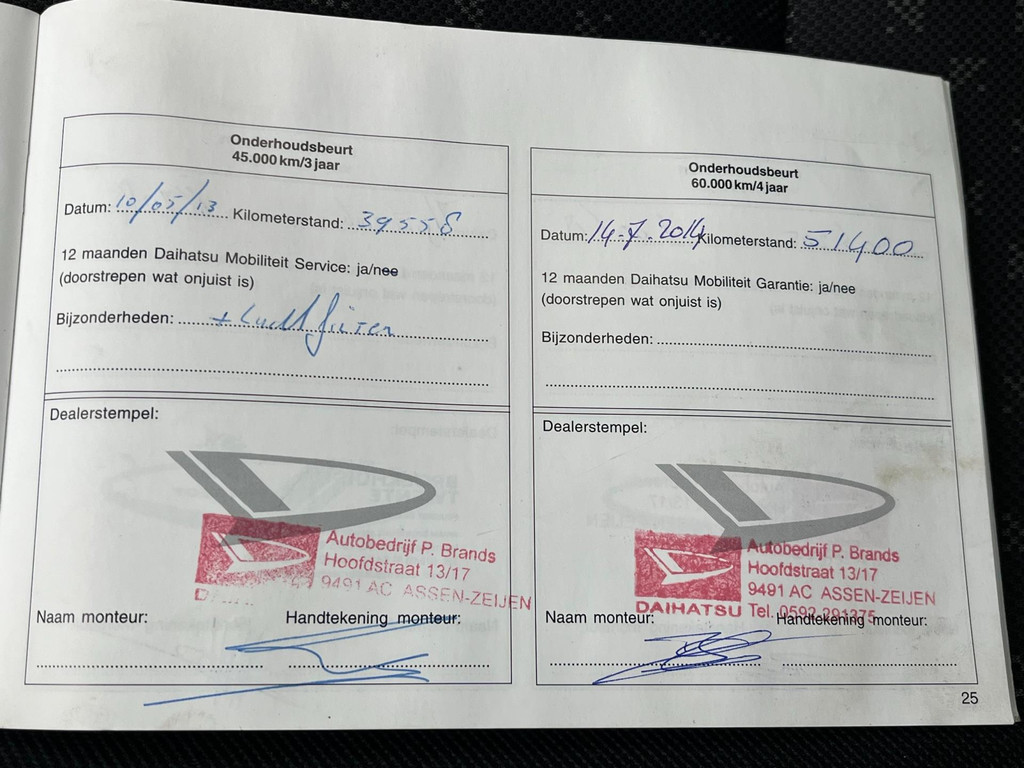 Onderhoudsbeurt
45.000 km/3 jaar
Datum: 10/05/13 Kilometerstand: 39558
12 maanden Daihatsu Mobiliteit Service: ja/nee
(doorstrepen wat onjuist is)
Bijzonderheden: + Luchtfilter
Dealerstempel:
Autobedrijf P. Brands
Hoofdstraat 13/17
9491 AC ASSEN-ZEIJEN
Naam monteur: Handtekening monteur:
Onderhoudsbeurt
60.000 km/4 jaar
Datum: 14-7-2014 Kilometerstand: 51400
12 maanden Daihatsu Mobiliteit Garantie: ja/nee
(doorstrepen wat onjuist is)
Bijzonderheden:
Dealerstempel:
Autobedrijf P. Brands
Hoofdstraat 13/17
9491 AC ASSEN-ZEIJEN
DAIHATSU Tel. 0592-291275
Naam monteur: Handtekening monteur:
25